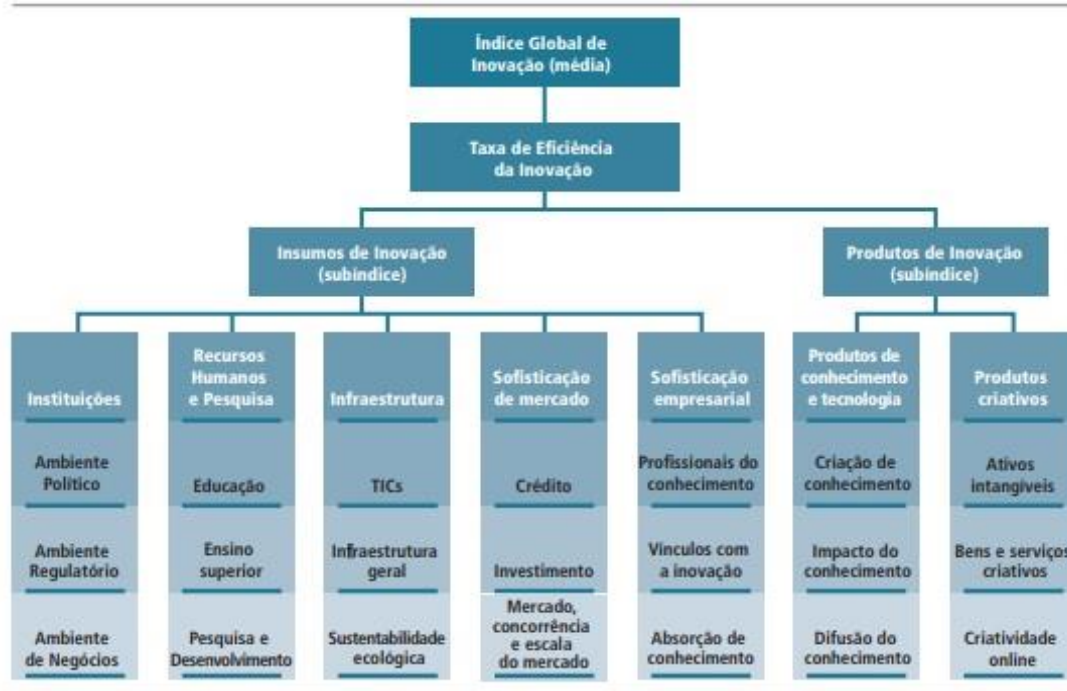 Índice Global de
Inovação (média)
Taxa de Eficiência
da Inovação
Insumos de Inovação
(subíndice)
Produtos de Inovação
(subíndice)
Instituições
Recursos
Humanos
e Pesquisa
Infraestrutura
Sofisticação
de mercado
Sofisticação
empresarial
Produtos de
conhecimento
e tecnologia
Produtos
criativos
Ambiente
Político
Educação
TICs
Crédito
Profissionais do
conhecimento
Criação de
conhecimento
Ativos
intangíveis
Ambiente
Regulatório
Ensino
superior
Infraestrutura
geral
Investimento
Vínculos com
a inovação
Impacto do
conhecimento
Bens e serviços
criativos
Ambiente
de Negócios
Pesquisa e
Desenvolvimento
Sustentabilidade
ecológica
Mercado,
concorrência
e escala
do mercado
Absorção de
conhecimento
Difusão do
conhecimento
Criatividade
online